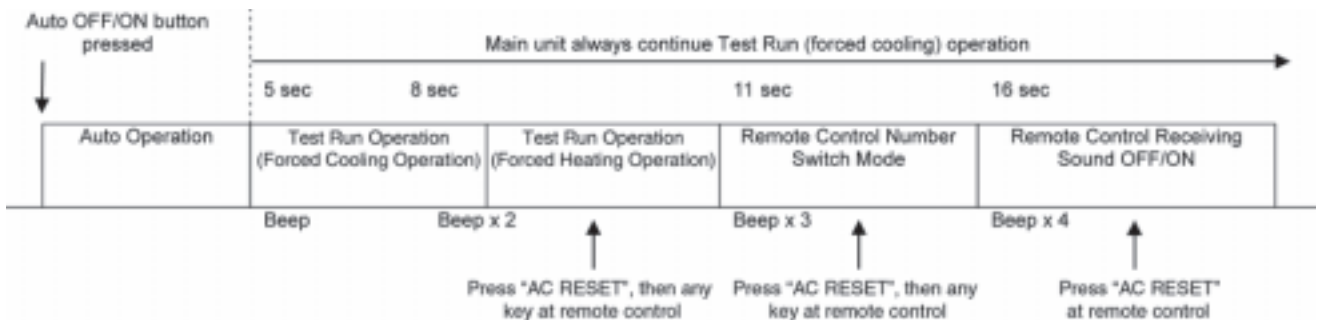 Auto OFF/ON button
pressed
Main unit always continue Test Run (forced cooling) operation
5 sec
8 sec
11 sec
16 sec
Auto Operation
Test Run Operation
(Forced Cooling Operation)
Test Run Operation
(Forced Heating Operation)
Remote Control Number
Switch Mode
Remote Control Receiving
Sound OFF/ON
Beep
Beep x 2
Beep x 3
Beep x 4
Press “AC RESET”, then any
key at remote control
Press “AC RESET”, then any
key at remote control
Press “AC RESET”
at remote control